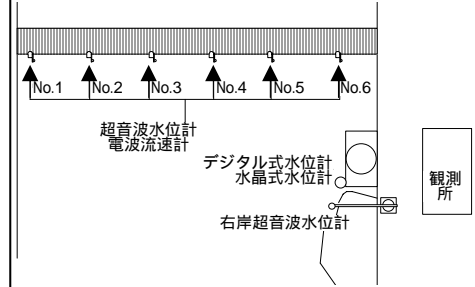 No.1 No.2 No.3 No.4 No.5 No.6
超音波水位計
電波流速計
デジタル式水位計
水晶式水位計
観測
所
右岸超音波水位計